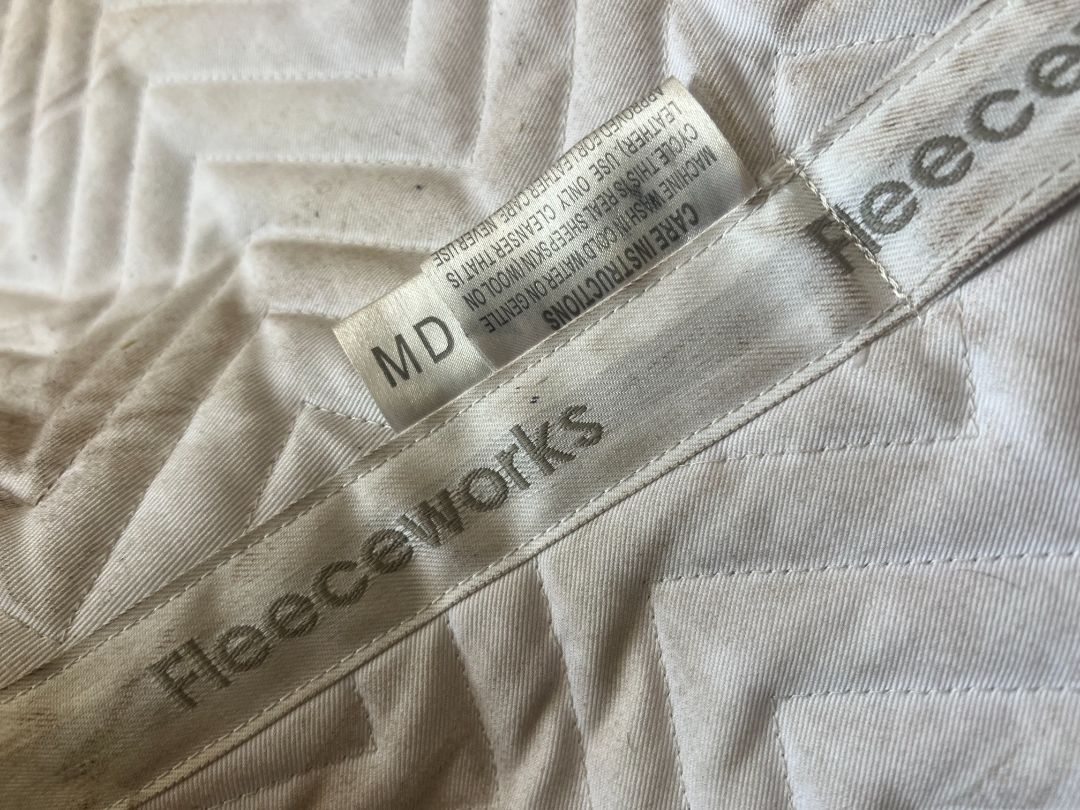 MD
CARE INSTRUCTIONS
MACHINE WASH IN COLD WATER ON GENTLE
CYCLE THIS IS REAL SHEEPSKIN (WOOL ON
LEATHER). USE ONLY CLEANSER THAT IS
APPROVED FOR LEATHER CARE. NEVER USE
Fleeceworks
Fleece